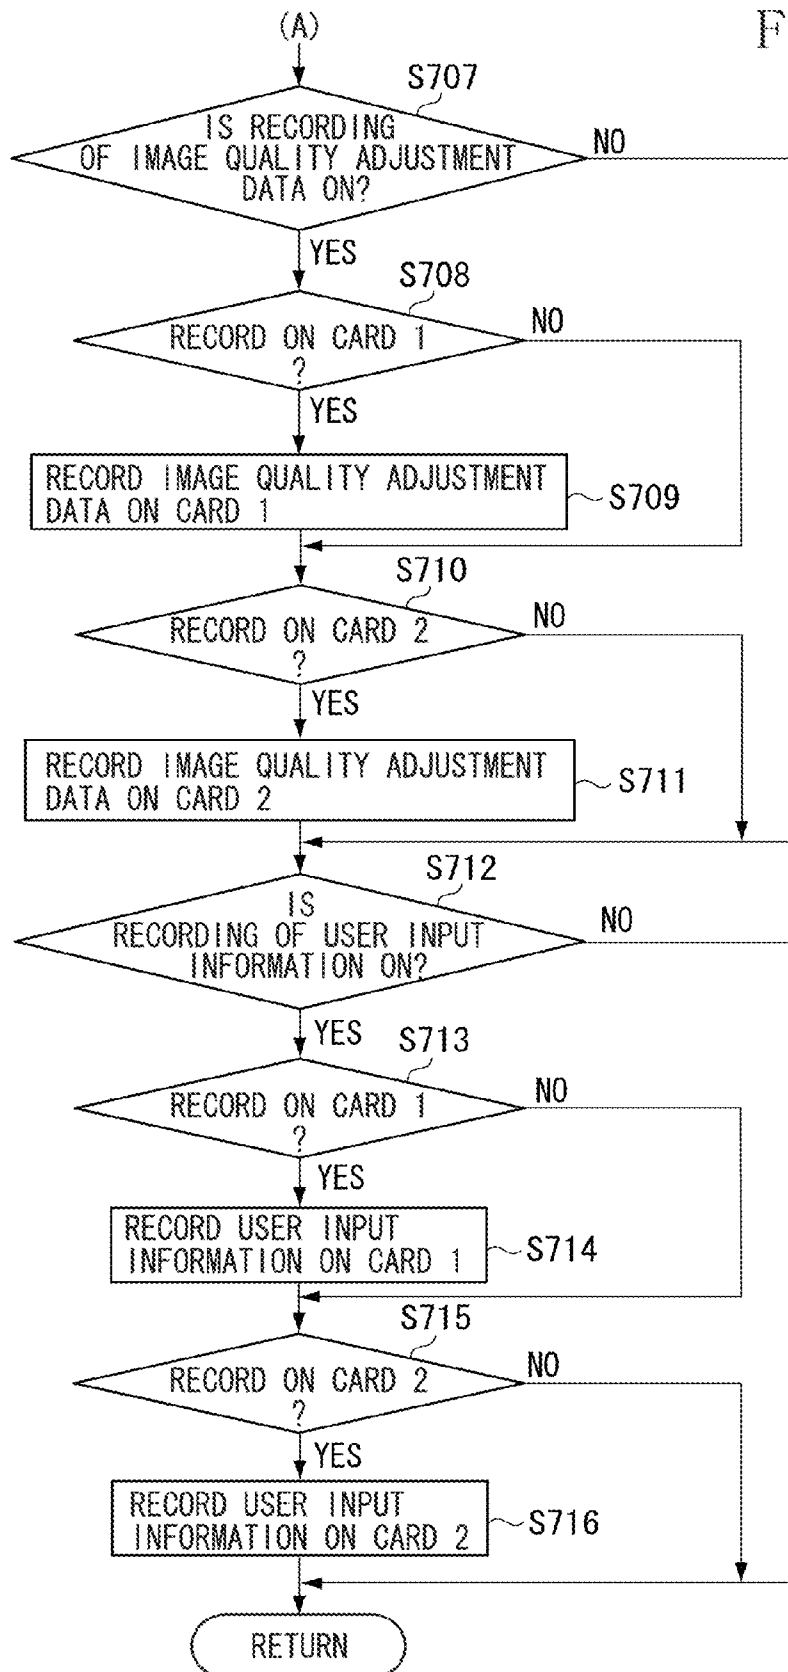 (A)
F
S707
IS RECORDING
OF IMAGE QUALITY ADJUSTMENT
DATA ON?
NO
YES
S708
RECORD ON CARD 1
?
NO
YES
RECORD IMAGE QUALITY ADJUSTMENT
DATA ON CARD 1
S709
S710
RECORD ON CARD 2
?
NO
YES
RECORD IMAGE QUALITY ADJUSTMENT
DATA ON CARD 2
S711
S712
IS
RECORDING OF USER INPUT
INFORMATION ON?
NO
YES
S713
RECORD ON CARD 1
?
NO
YES
RECORD USER INPUT
INFORMATION ON CARD 1
S714
S715
RECORD ON CARD 2
?
NO
YES
RECORD USER INPUT
INFORMATION ON CARD 2
S716
RETURN